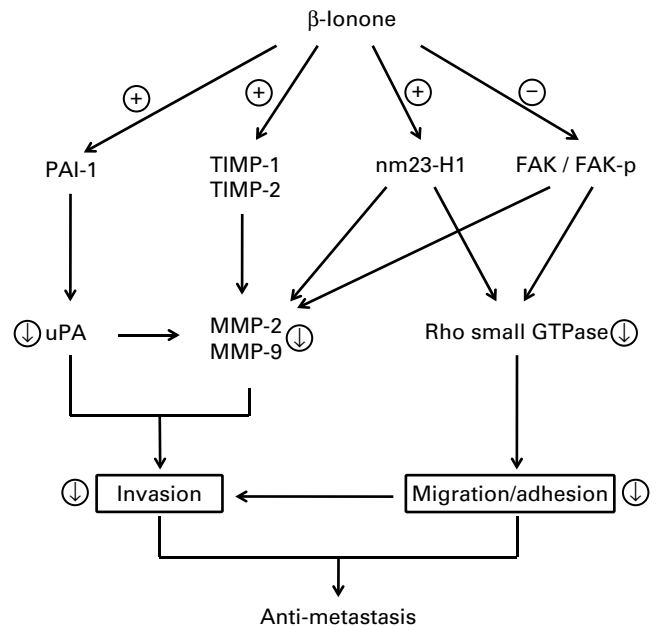 β-Ionone
+ + + −
PAI-1 TIMP-1 nm23-H1 FAK / FAK-p
TIMP-2
↓ uPA MMP-2 ↓ Rho small GTPase ↓
MMP-9
↓ Invasion Migration/adhesion ↓
Anti-metastasis